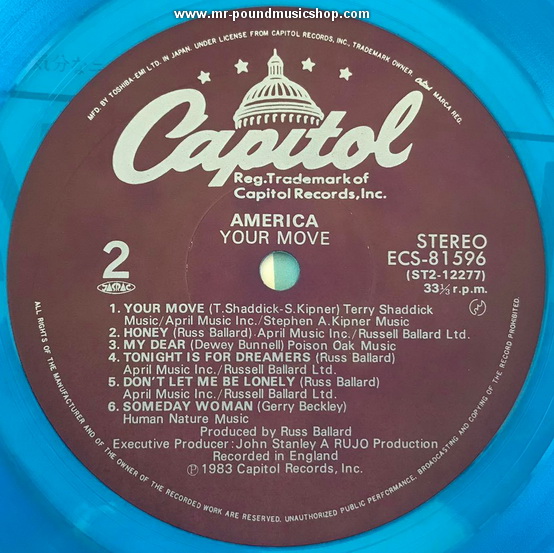 www.mr-poundmusicshop.com
MFD. BY TOSHIBA-EMI LTD. IN JAPAN. UNDER LICENSE FROM CAPITOL RECORDS, INC., TRADEMARK OWNER. Capitol MARCA REG.
Capitol
Reg.Trademark of
Capitol Records,Inc.
AMERICA
YOUR MOVE
2
JASRAC
STEREO
ECS-81596
(ST2-12277)
33⅓ r.p.m.
1. YOUR MOVE (T.Shaddick-S.Kipner) Terry Shaddick
Music/April Music Inc./Stephen A.Kipner Music
2. HONEY (Russ Ballard) April Music Inc./Russell Ballard Ltd.
3. MY DEAR (Dewey Bunnell) Poison Oak Music
4. TONIGHT IS FOR DREAMERS (Russ Ballard)
April Music Inc./Russell Ballard Ltd.
5. DON'T LET ME BE LONELY (Russ Ballard)
April Music Inc./Russell Ballard Ltd.
6. SOMEDAY WOMAN (Gerry Beckley)
Human Nature Music
Produced by Russ Ballard
Executive Producer:John Stanley A RUJO Production
Recorded in England
℗ 1983 Capitol Records, Inc.
ALL RIGHTS OF THE MANUFACTURER AND OF THE OWNER OF THE RECORDED WORK ARE RESERVED. UNAUTHORIZED PUBLIC PERFORMANCE, BROADCASTING AND COPYING OF THE RECORD PROHIBITED.